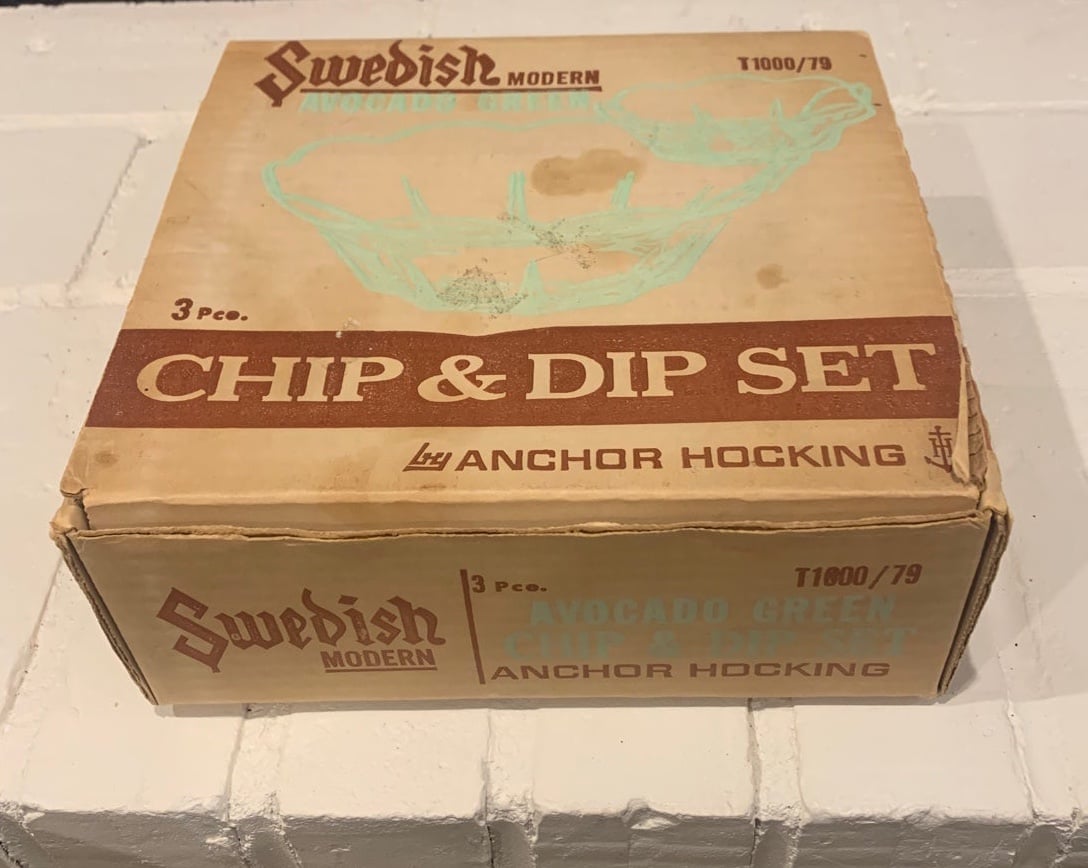 Swedish MODERN T1000/79
AVOCADO GREEN
3 Pce.
CHIP & DIP SET
by ANCHOR HOCKING
Swedish
MODERN
3 Pce. T1000/79
AVOCADO GREEN
CHIP & DIP SET
ANCHOR HOCKING